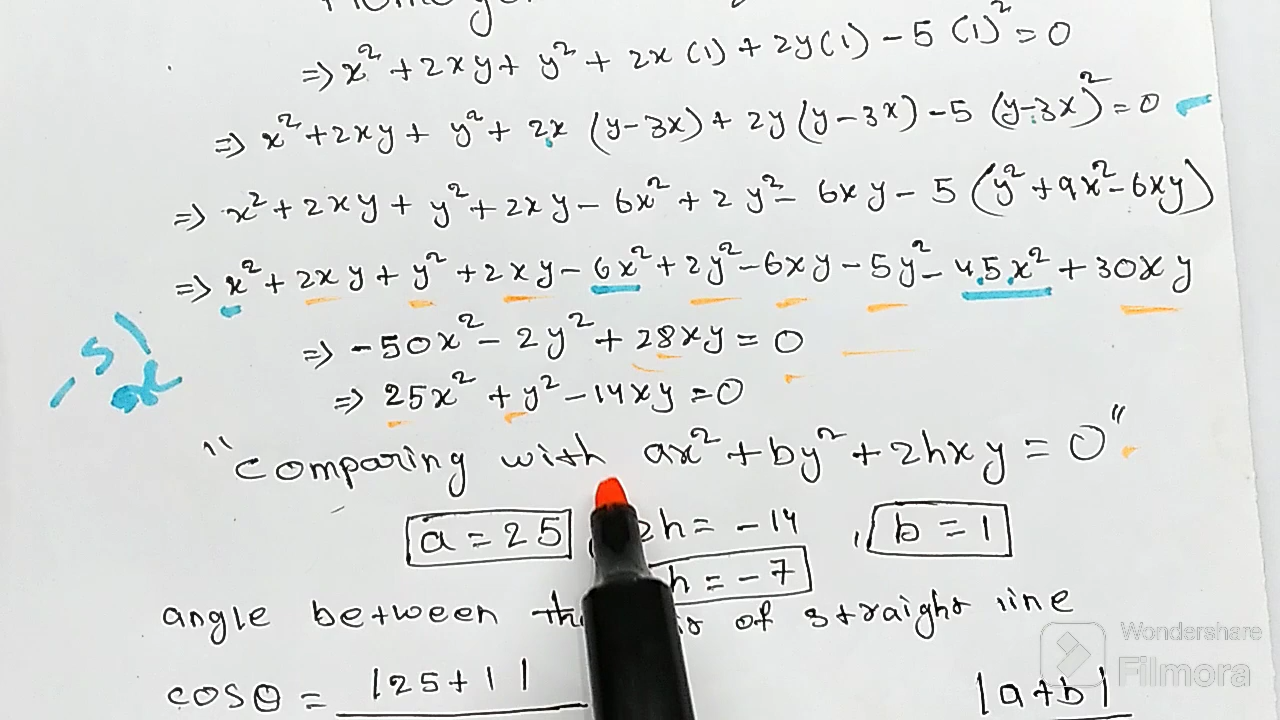 ⇒ x² + 2xy + y² + 2x (1) + 2y (1) - 5 (1)² = 0
⇒ x² + 2xy + y² + 2x (y - 3x) + 2y (y - 3x) - 5 (y - 3x)² = 0
⇒ x² + 2xy + y² + 2xy - 6x² + 2y² - 6xy - 5 (y² + 9x² - 6xy)
⇒ x² + 2xy + y² + 2xy - 6x² + 2y² - 6xy - 5y² - 45x² + 30xy
⇒ -50x² - 2y² + 28xy = 0
⇒ 25x² + y² - 14xy = 0
"Comparing with ax² + by² + 2hxy = 0"
a = 25 , 2h = -14 , b = 1
h = -7
angle between of straight line
cosθ = |25 + 1| |a+b|
Wondershare
Filmora